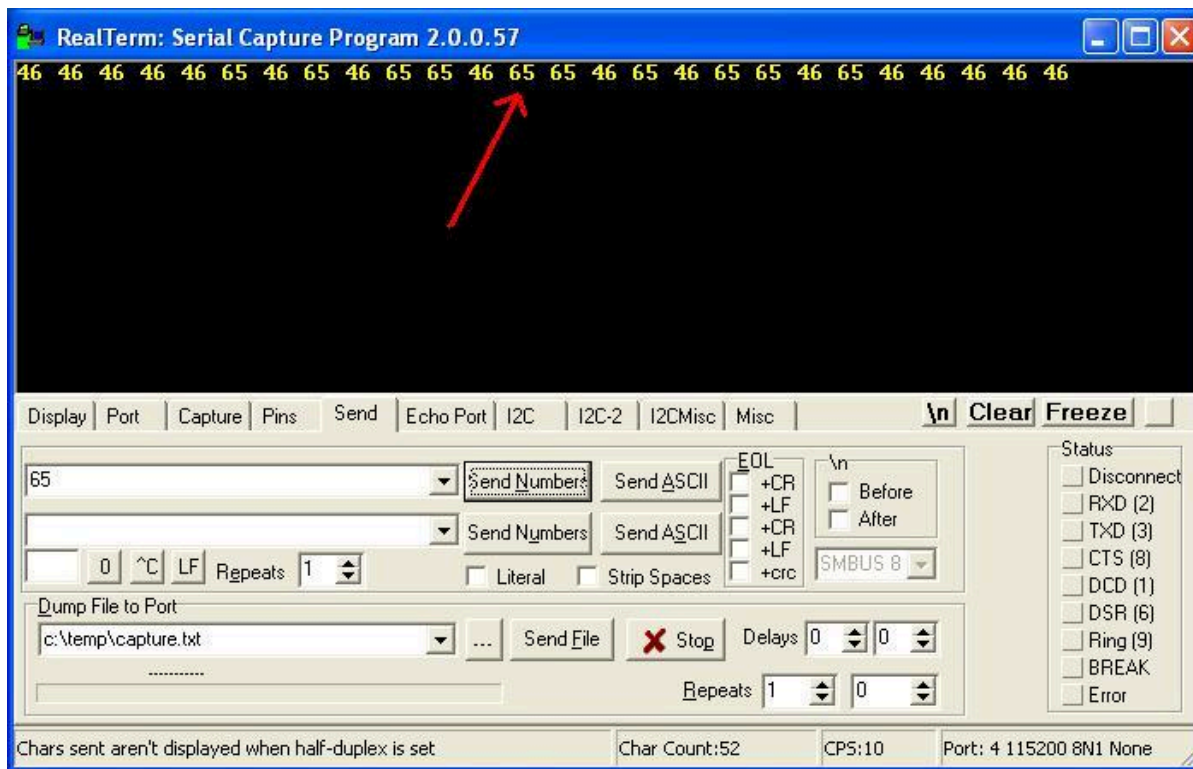 RealTerm: Serial Capture Program 2.0.0.57
46 46 46 46 46 65 46 65 46 65 65 46 65 65 46 65 46 65 65 46 65 46 46 46 46 46
Display Port Capture Pins Send Echo Port I2C I2C-2 I2CMisc Misc \n Clear Freeze
65 Send Numbers Send ASCII
Send Numbers Send ASCII
0 ^C LF Repeats 1 Literal Strip Spaces
EOL
+CR
+LF
+CR
+LF
+crc
\n
Before
After
SMBUS 8
Dump File to Port
c:\temp\capture.txt ... Send File Stop Delays 0 0
Repeats 1 0
Status
Disconnect
RXD (2)
TXD (3)
CTS (8)
DCD (1)
DSR (6)
Ring (9)
BREAK
Error
Chars sent aren't displayed when half-duplex is set Char Count:52 CPS:10 Port: 4 115200 8N1 None